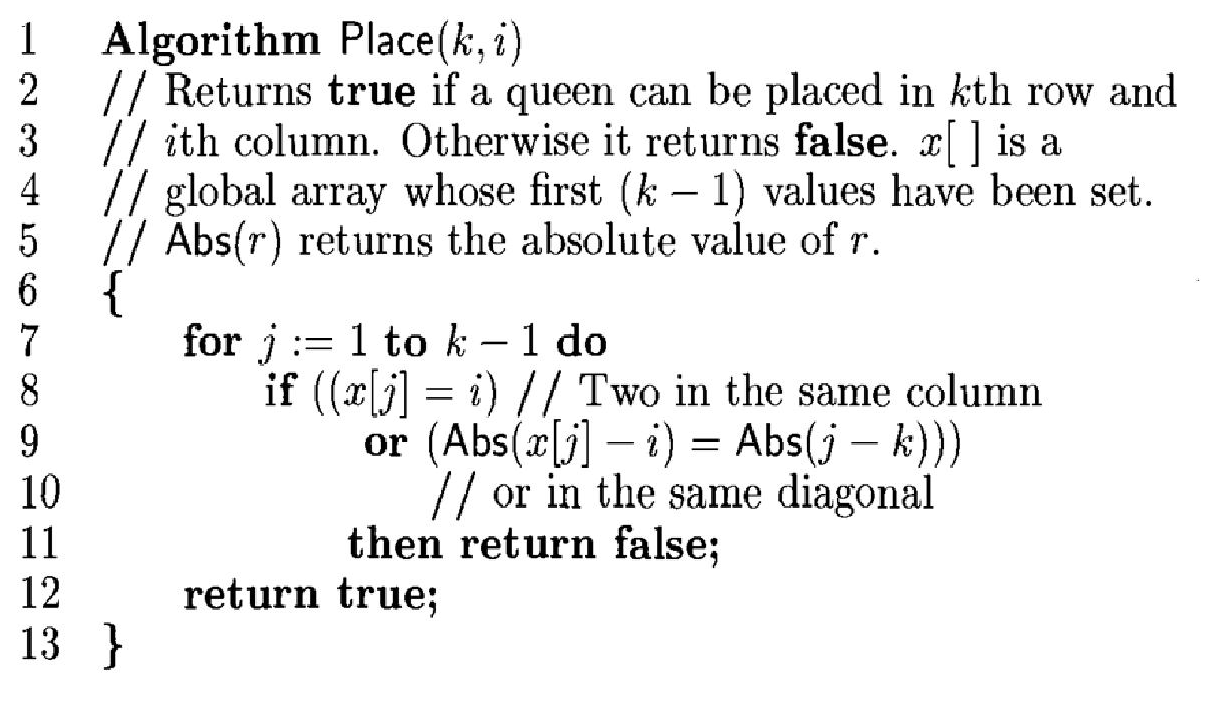 1 Algorithm Place(k, i)
2 // Returns true if a queen can be placed in kth row and
3 // ith column. Otherwise it returns false. x[ ] is a
4 // global array whose first (k − 1) values have been set.
5 // Abs(r) returns the absolute value of r.
6 {
7 for j := 1 to k − 1 do
8 if ((x[j] = i) // Two in the same column
9 or (Abs(x[j] − i) = Abs(j − k)))
10 // or in the same diagonal
11 then return false;
12 return true;
13 }